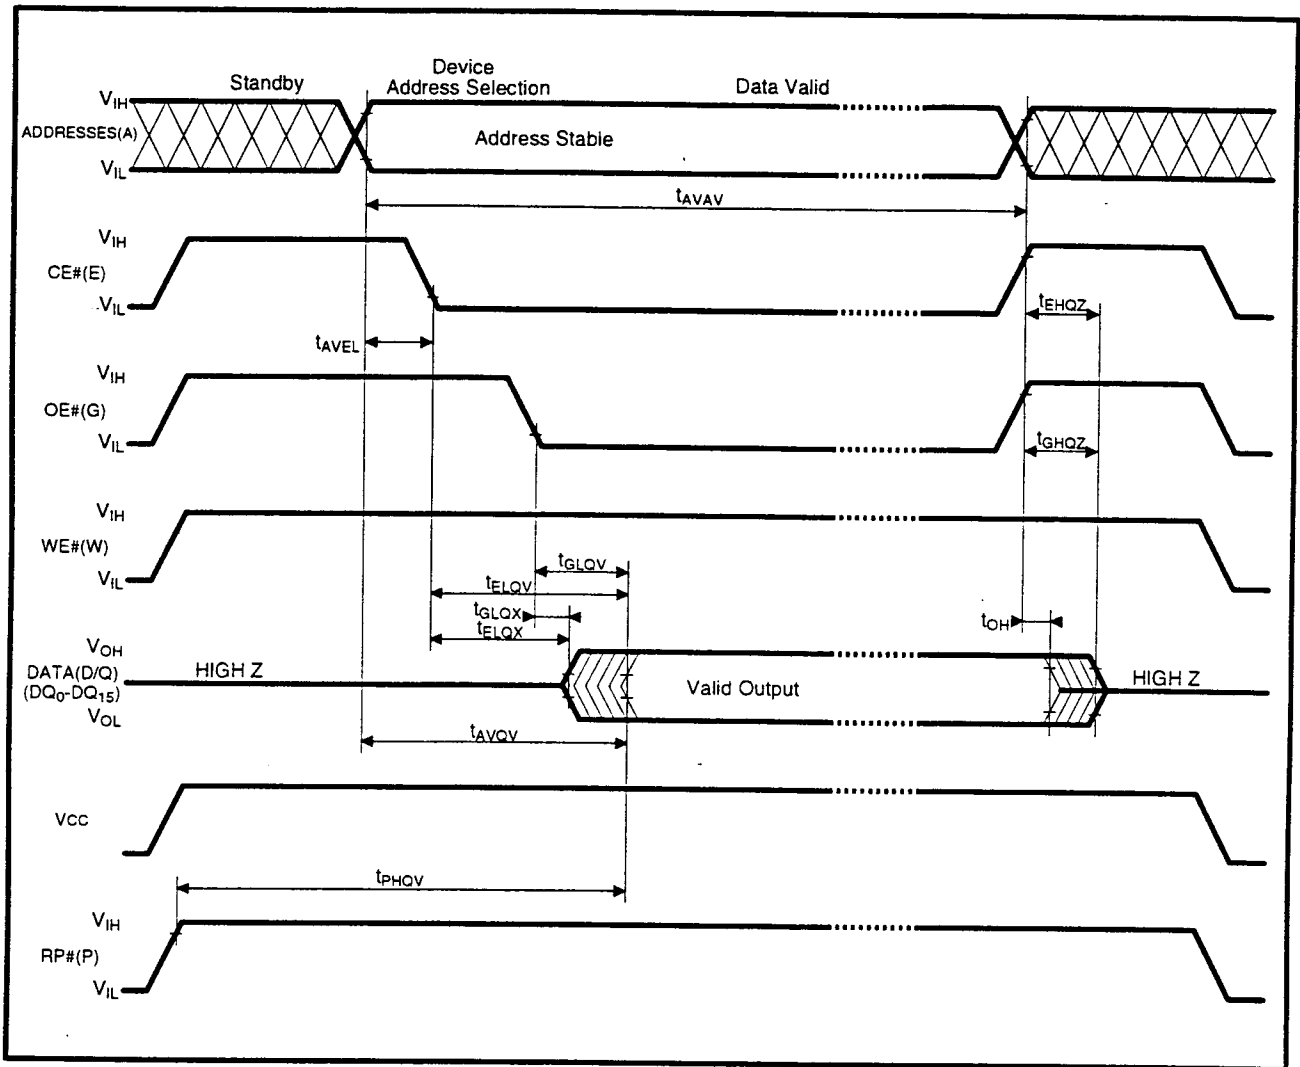 Standby
Device
Address Selection
Data Valid
VIH
ADDRESSES(A)
Address Stable
VIL
tAVAV
VIH
CE#(E)
VIL
tEHQZ
tAVEL
VIH
OE#(G)
VIL
tGHQZ
VIH
WE#(W)
VIL
tGLQV
tELQV
tGLQX
tELQX
tOH
VOH
DATA(D/Q)
(DQ0-DQ15)
VOL
HIGH Z
Valid Output
HIGH Z
tAVQV
VCC
tPHQV
VIH
RP#(P)
VIL